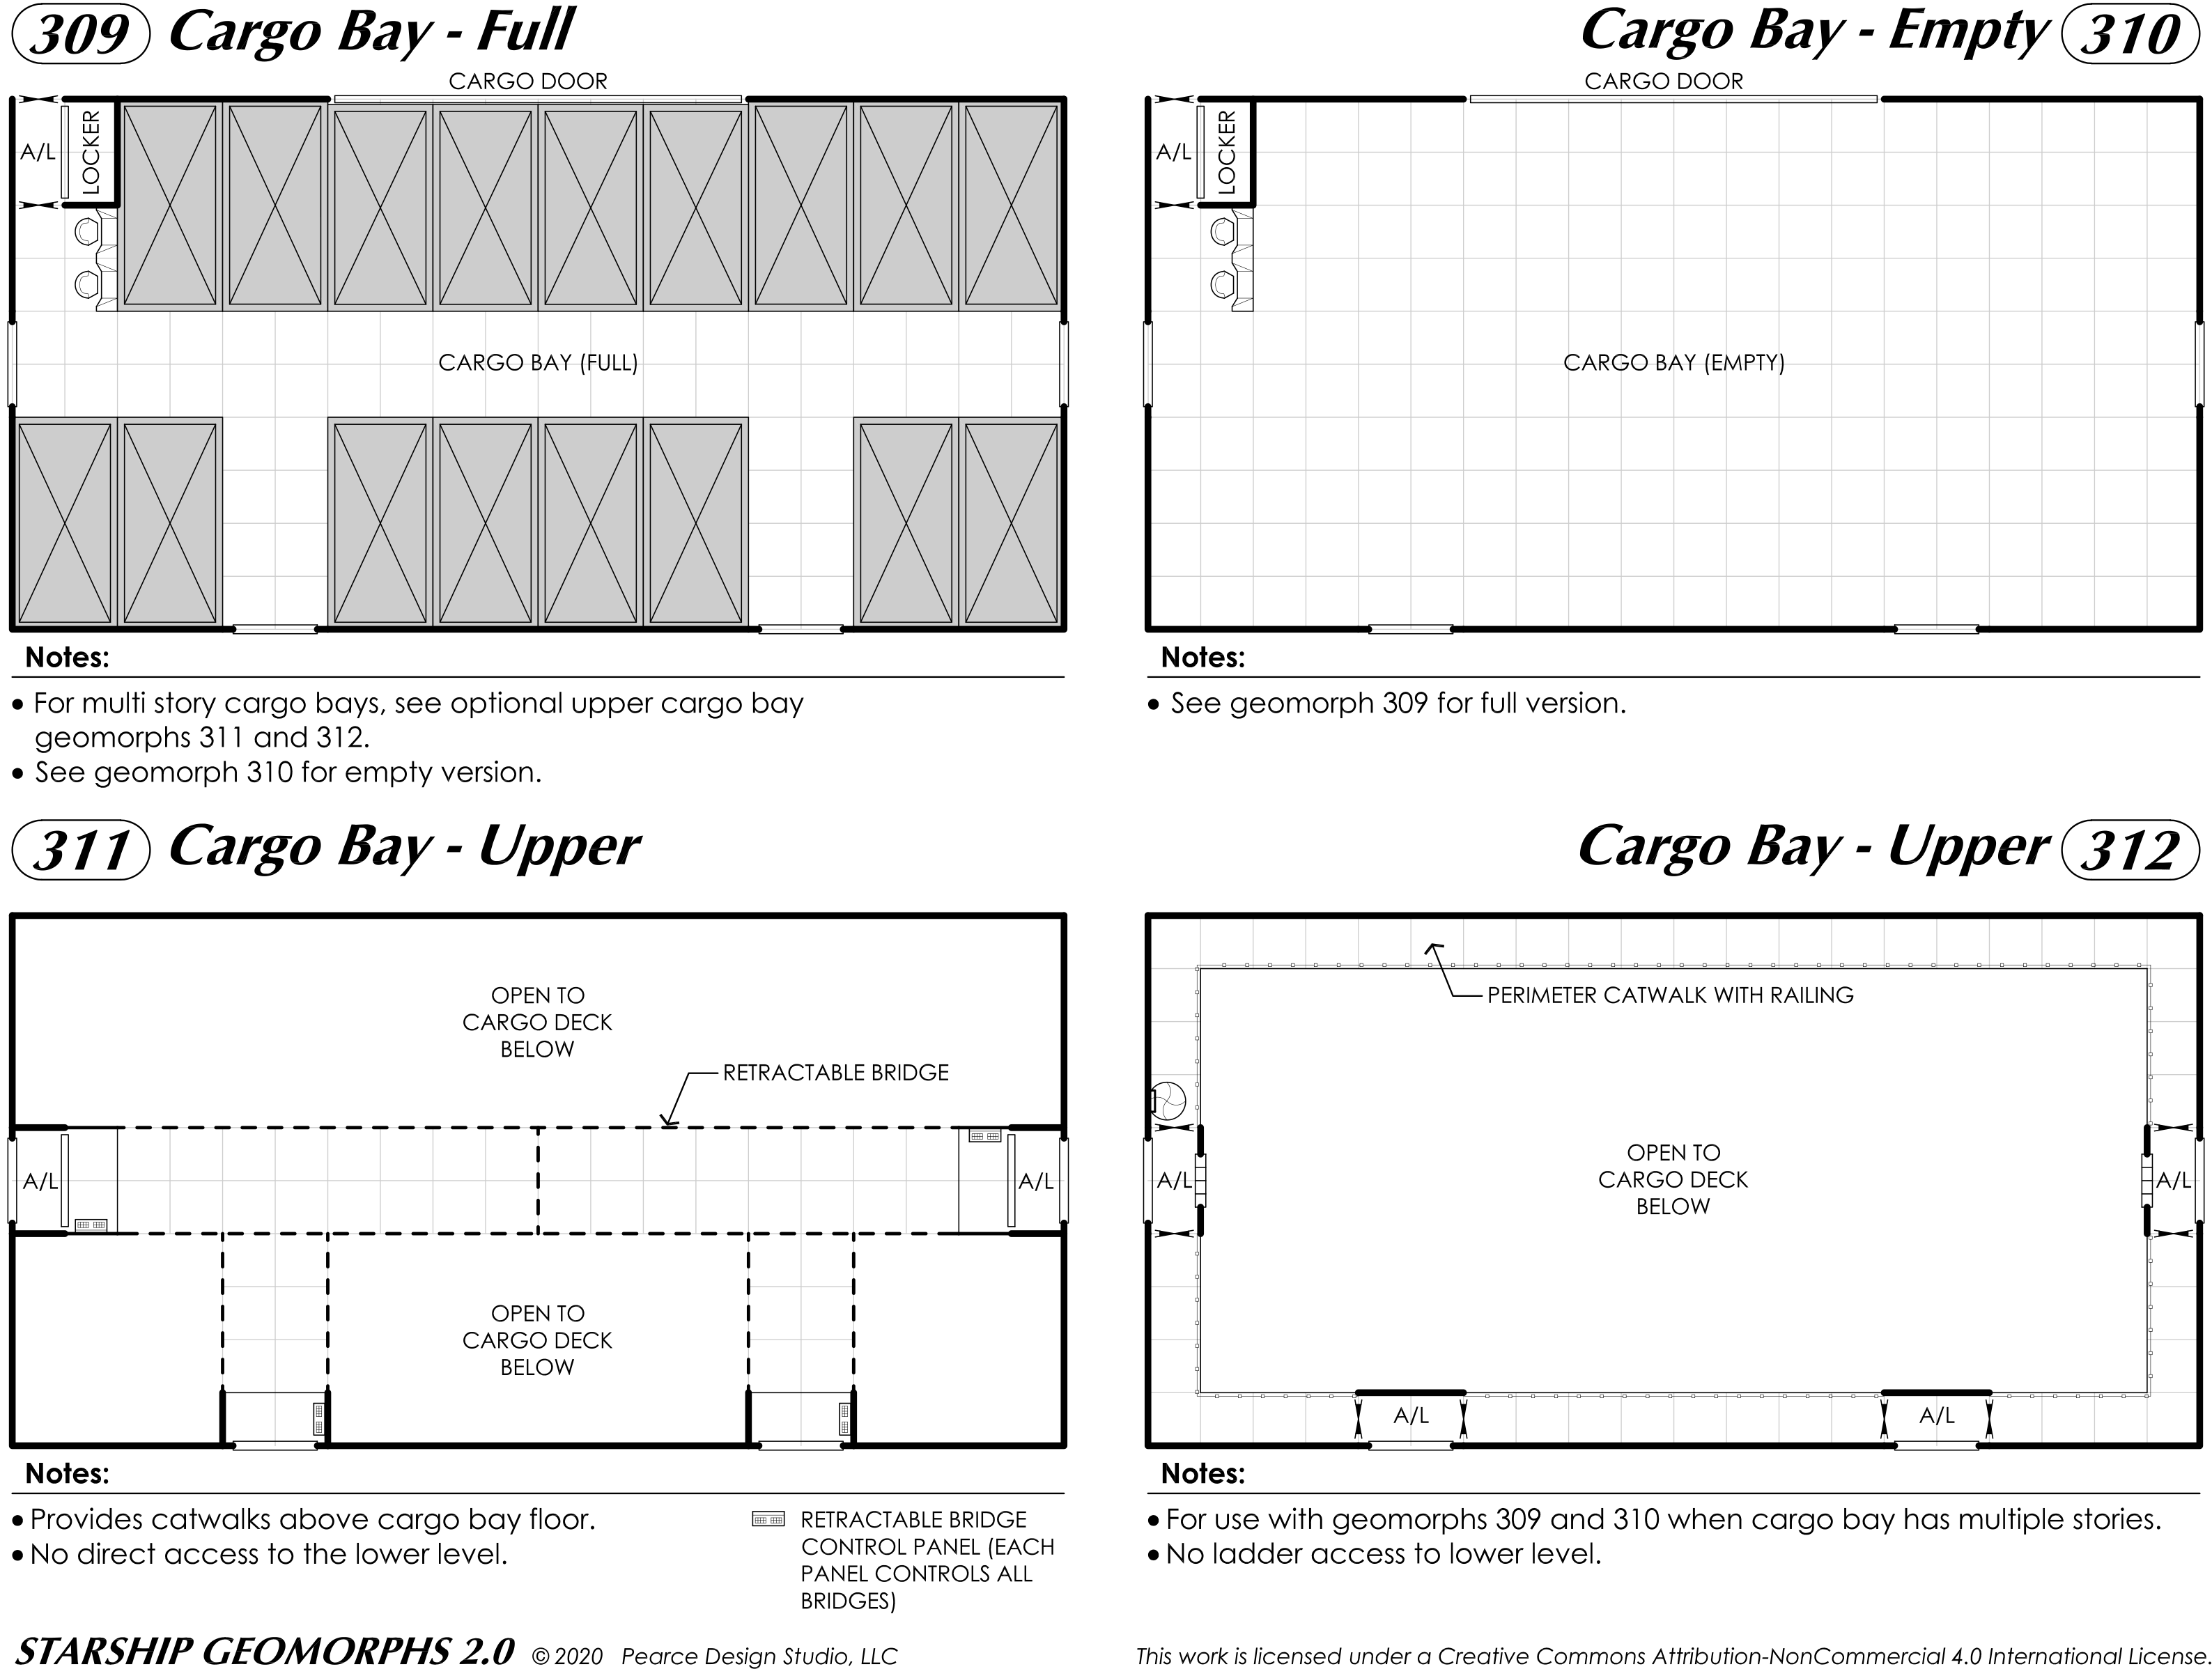 309 Cargo Bay - Full
CARGO DOOR
A/L
LOCKER
CARGO BAY (FULL)
Notes:
• For multi story cargo bays, see optional upper cargo bay
geomorphs 311 and 312.
• See geomorph 310 for empty version.
Cargo Bay - Empty 310
CARGO DOOR
A/L
LOCKER
CARGO BAY (EMPTY)
Notes:
• See geomorph 309 for full version.
311 Cargo Bay - Upper
OPEN TO
CARGO DECK
BELOW
RETRACTABLE BRIDGE
A/L
A/L
OPEN TO
CARGO DECK
BELOW
Notes:
• Provides catwalks above cargo bay floor.
• No direct access to the lower level.
RETRACTABLE BRIDGE
CONTROL PANEL (EACH
PANEL CONTROLS ALL
BRIDGES)
Cargo Bay - Upper 312
PERIMETER CATWALK WITH RAILING
A/L
OPEN TO
CARGO DECK
BELOW
A/L
A/L
A/L
Notes:
• For use with geomorphs 309 and 310 when cargo bay has multiple stories.
• No ladder access to lower level.
STARSHIP GEOMORPHS 2.0 © 2020 Pearce Design Studio, LLC
This work is licensed under a Creative Commons Attribution-NonCommercial 4.0 International License.